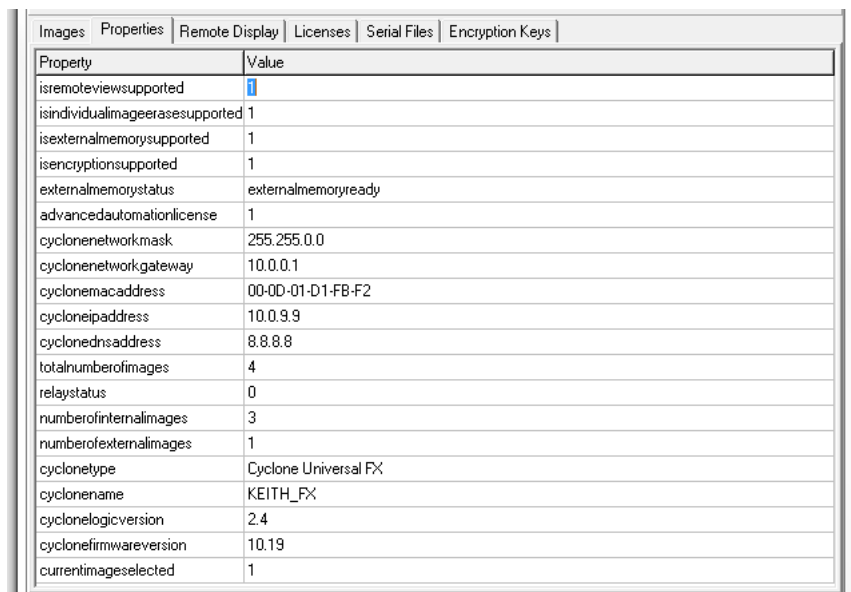 Images Properties Remote Display Licenses Serial Files Encryption Keys
Property Value
isremoteviewsupported 1
isindividualimageerasesupported 1
isexternalmemorysupported 1
isencryptionsupported 1
externalmemorystatus externalmemoryready
advancedautomationlicense 1
cyclonenetworkmask 255.255.0.0
cyclonenetworkgateway 10.0.0.1
cyclonemacaddress 00-0D-01-D1-FB-F2
cycloneipaddress 10.0.9.9
cyclonednsaddress 8.8.8.8
totalnumberofimages 4
relaystatus 0
numberofinternalimages 3
numberofexternalimages 1
cyclonetype Cyclone Universal FX
cyclonename KEITH_FX
cyclonelogicversion 2.4
cyclonefirmwareversion 10.19
currentimageselected 1